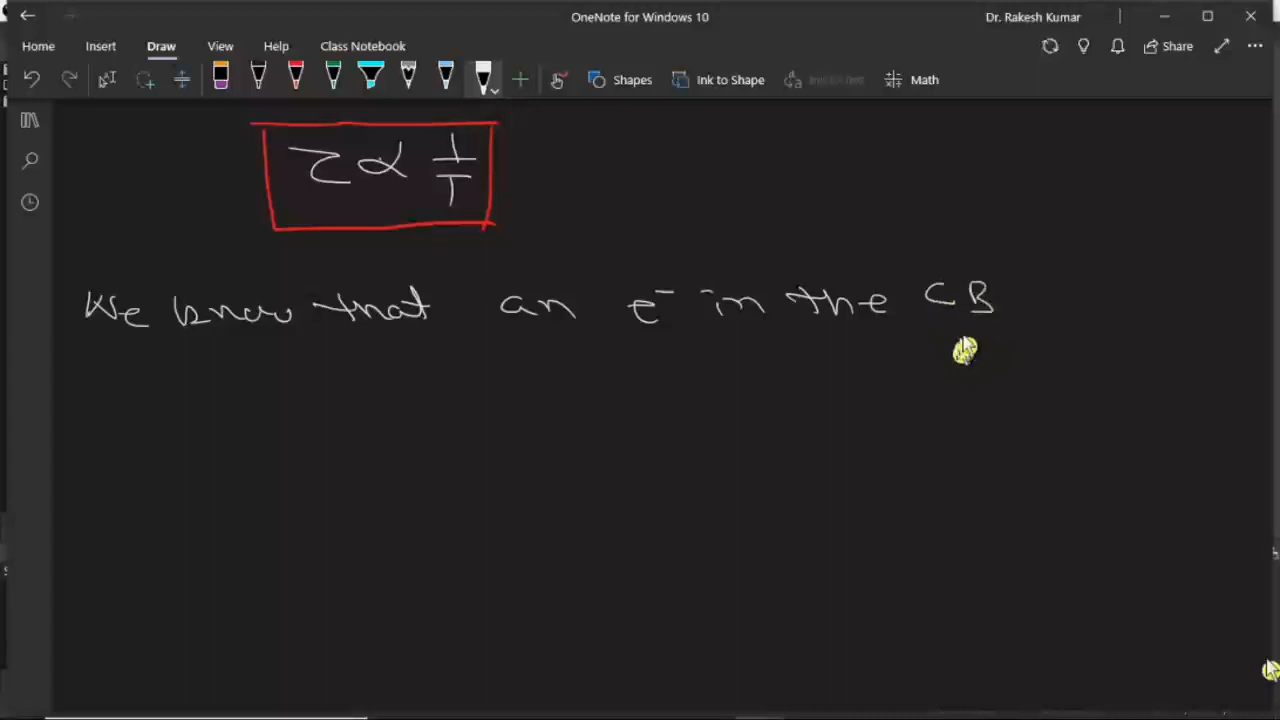 OneNote for Windows 10
Dr. Rakesh Kumar
Home Insert Draw View Help Class Notebook
Share
Shapes Ink to Shape Math
τ α 1/T
We know that an e⁻ in the CB